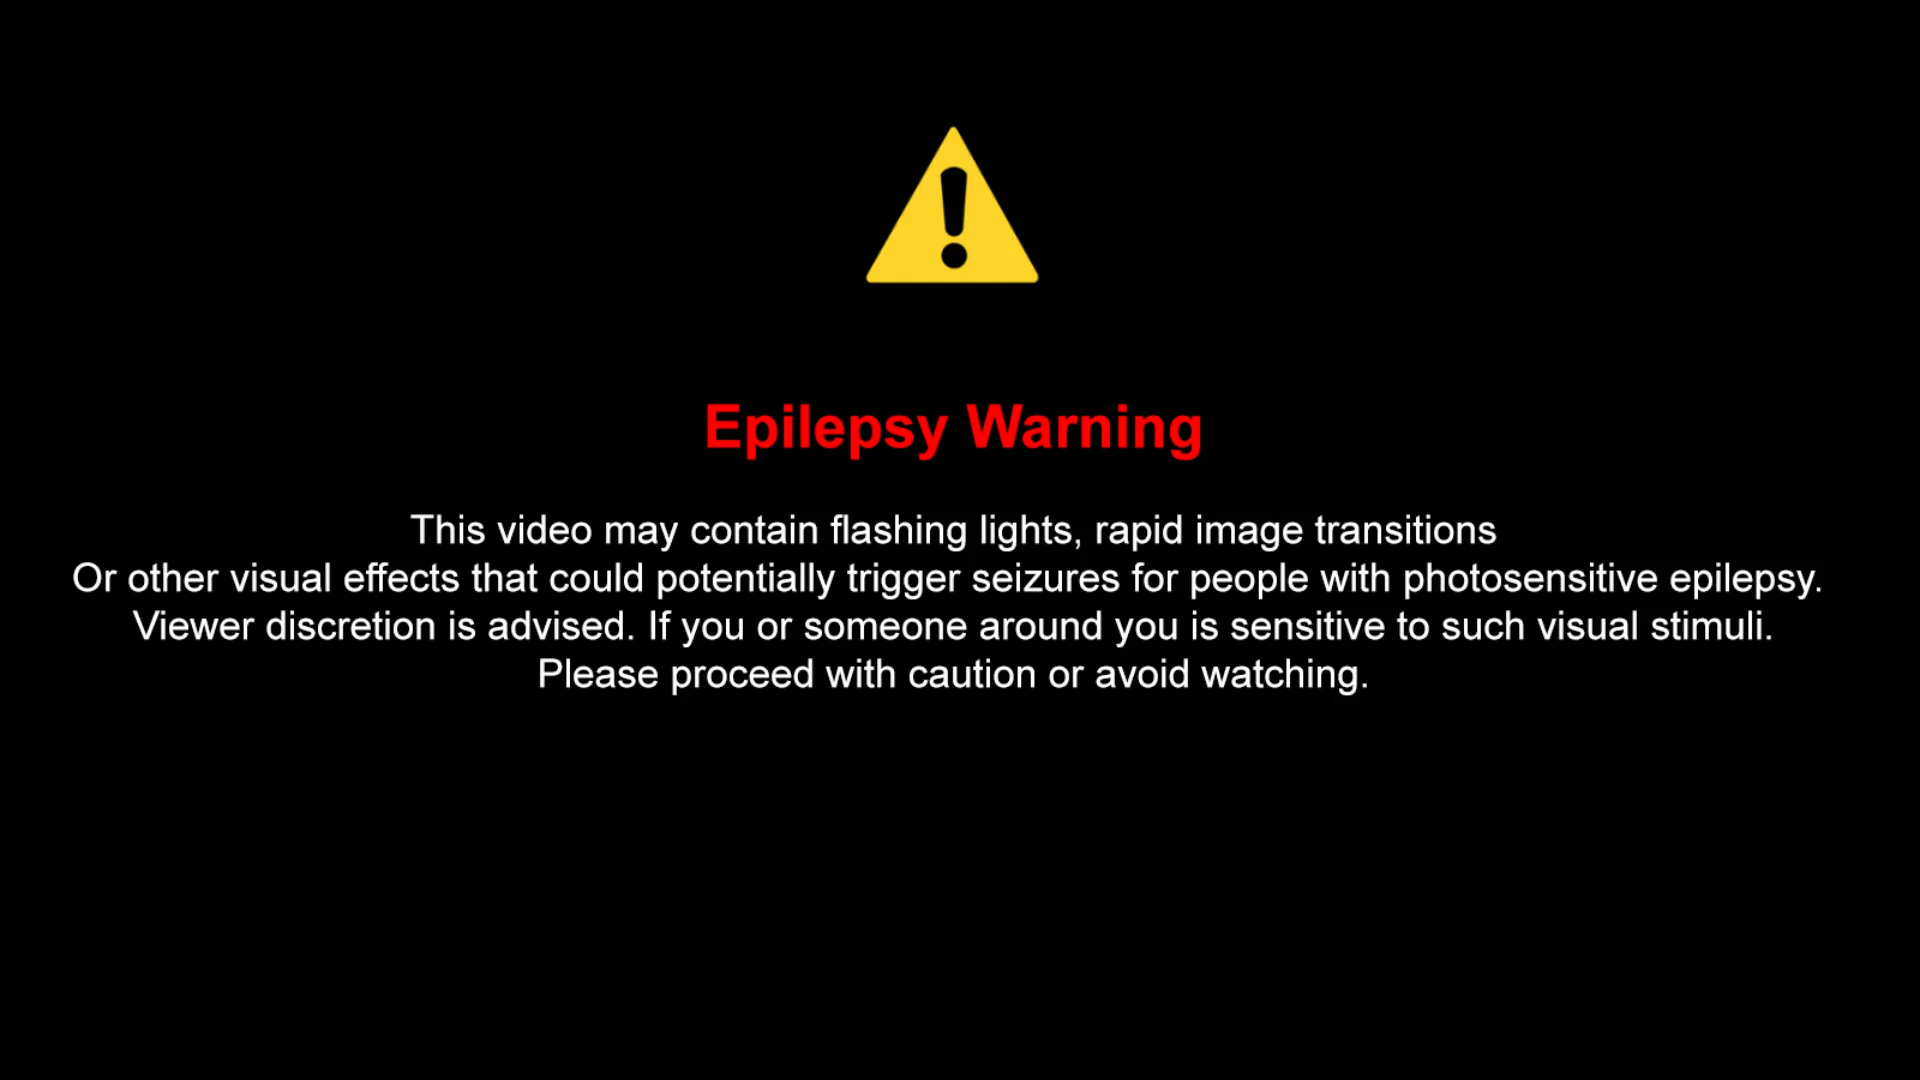 Epilepsy Warning
This video may contain flashing lights, rapid image transitions
Or other visual effects that could potentially trigger seizures for people with photosensitive epilepsy.
Viewer discretion is advised. If you or someone around you is sensitive to such visual stimuli.
Please proceed with caution or avoid watching.